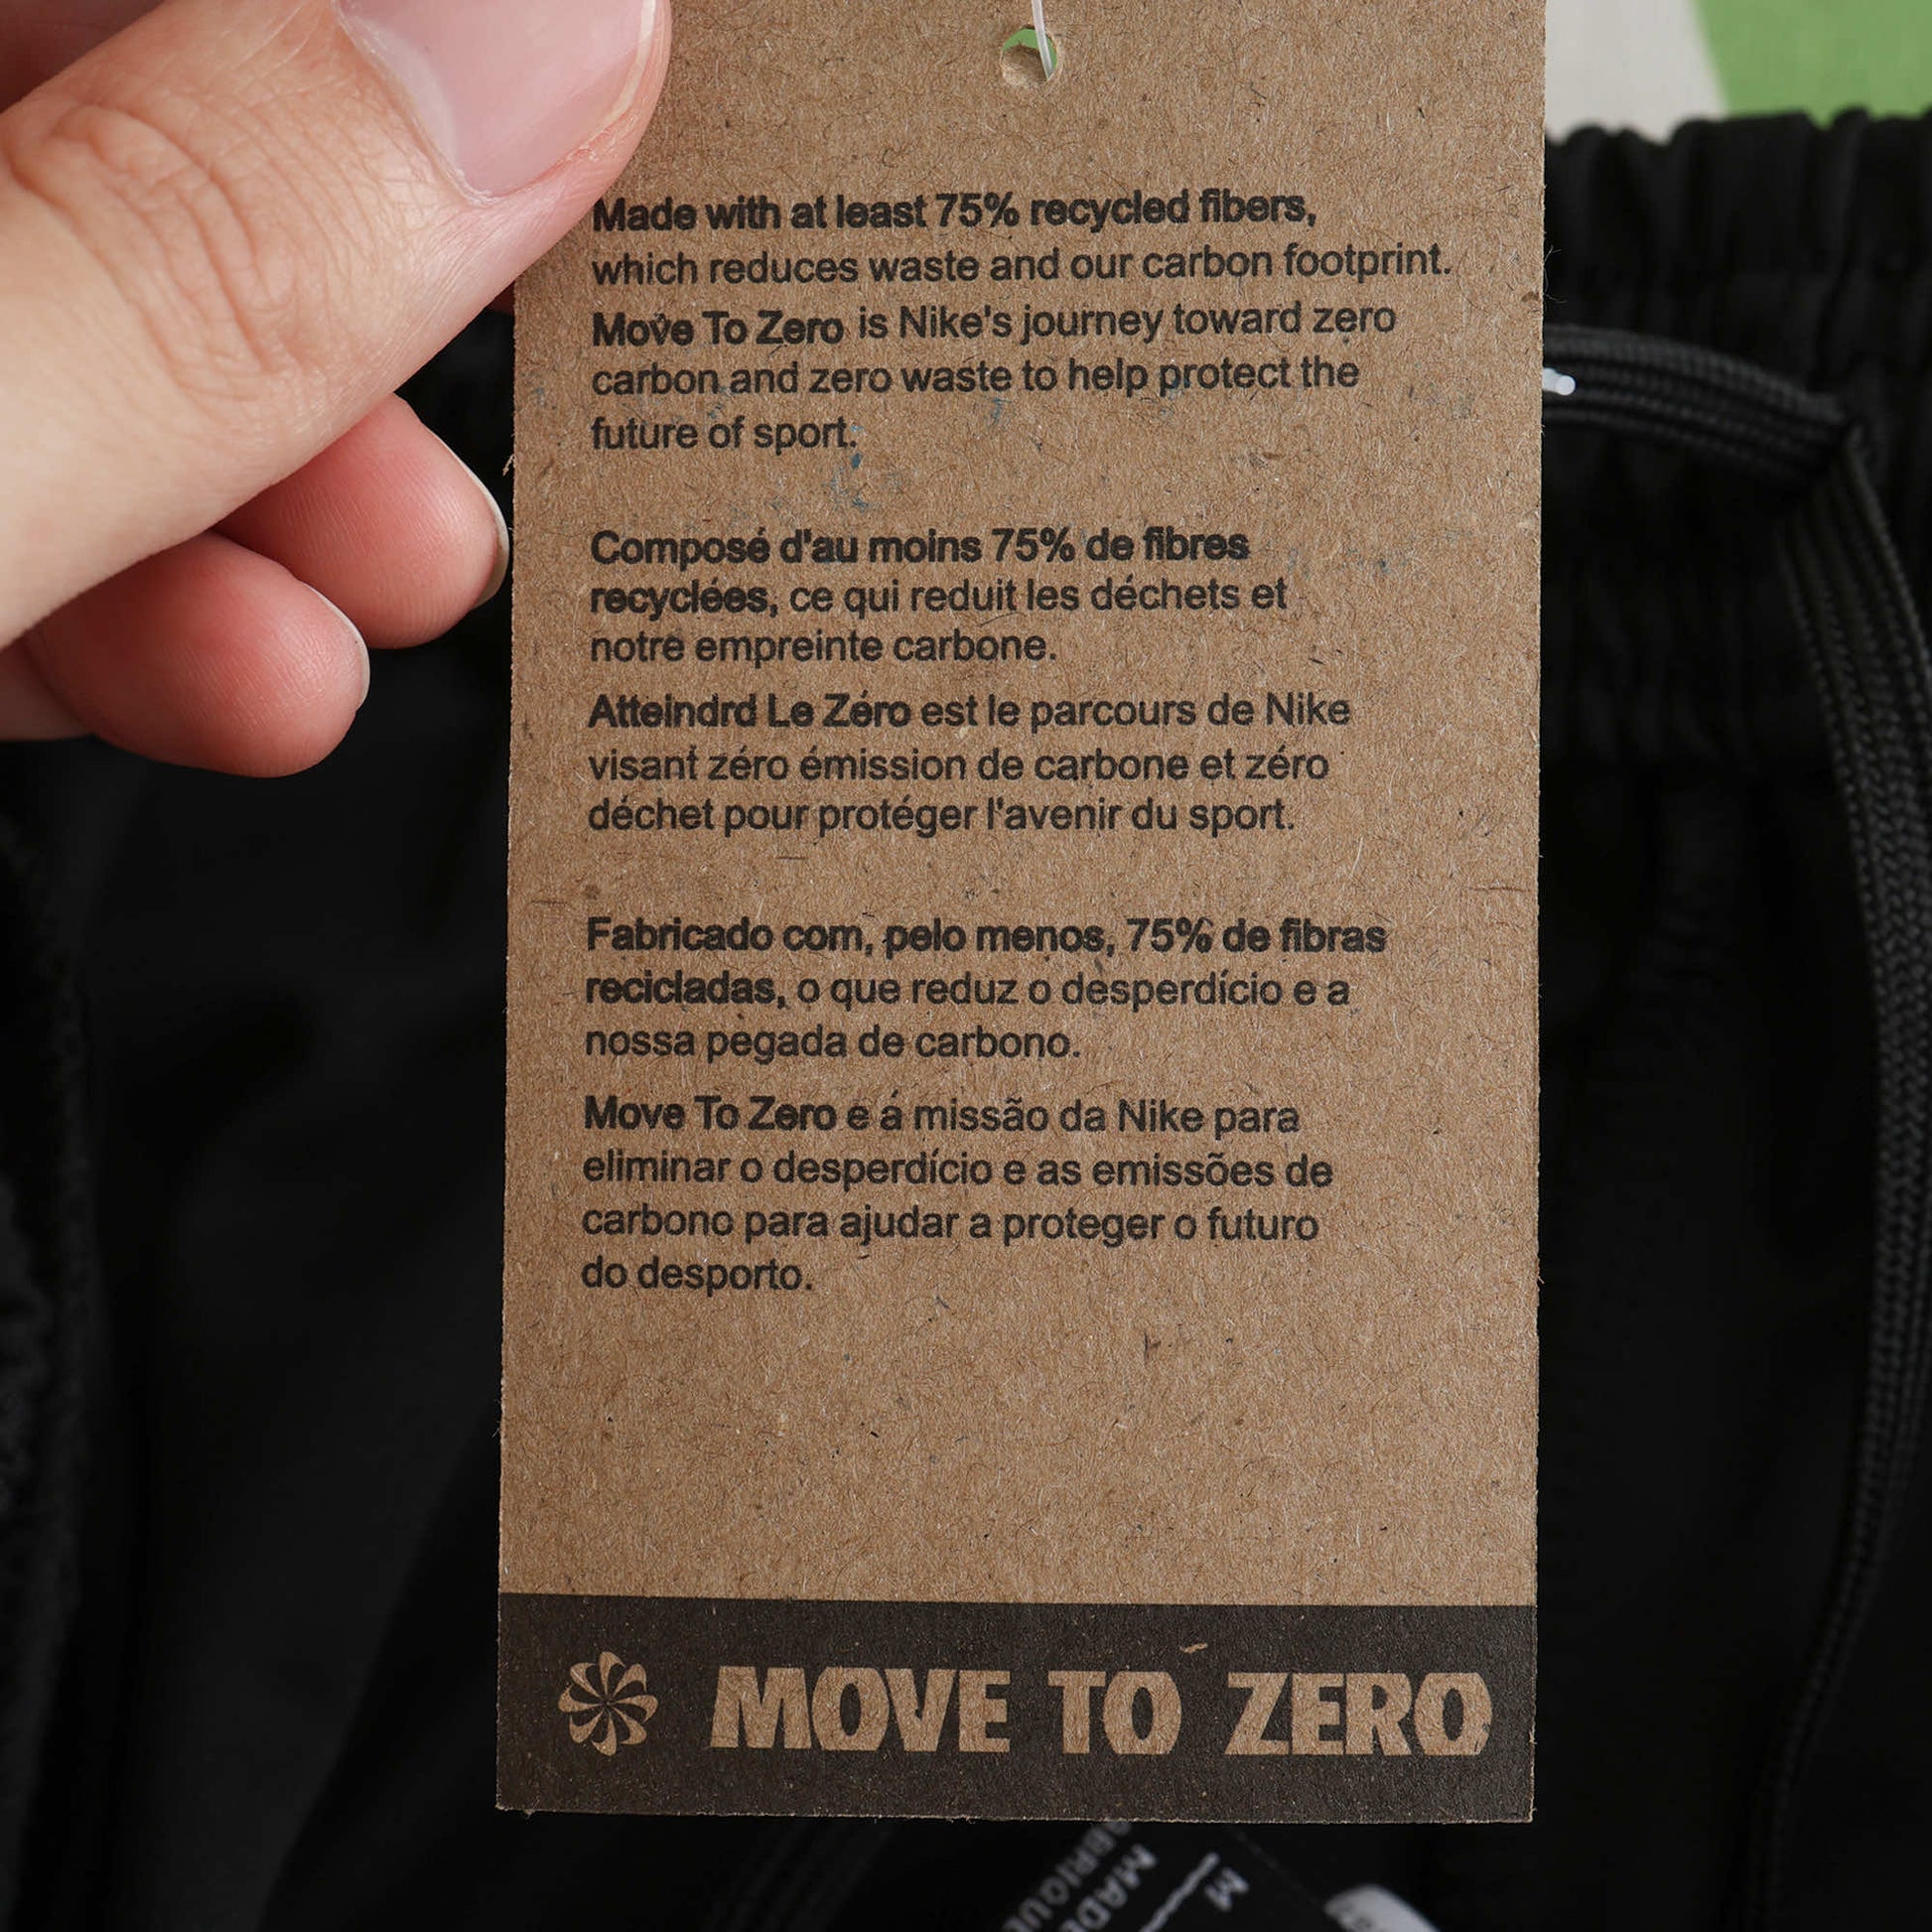 Made with at least 75% recycled fibers,
which reduces waste and our carbon footprint.
Move To Zero is Nike's journey toward zero
carbon and zero waste to help protect the
future of sport.
Composé d'au moins 75% de fibres
recyclées, ce qui reduit les déchets et
notre empreinte carbone.
Atteindrd Le Zéro est le parcours de Nike
visant zéro émission de carbone et zéro
déchet pour protéger l'avenir du sport.
Fabricado com, pelo menos, 75% de fibras
recicladas, o que reduz o desperdício e a
nossa pegada de carbono.
Move To Zero e á missão da Nike para
eliminar o desperdício e as emissões de
carbono para ajudar a proteger o futuro
do desporto.
MOVE TO ZERO
M
MADE